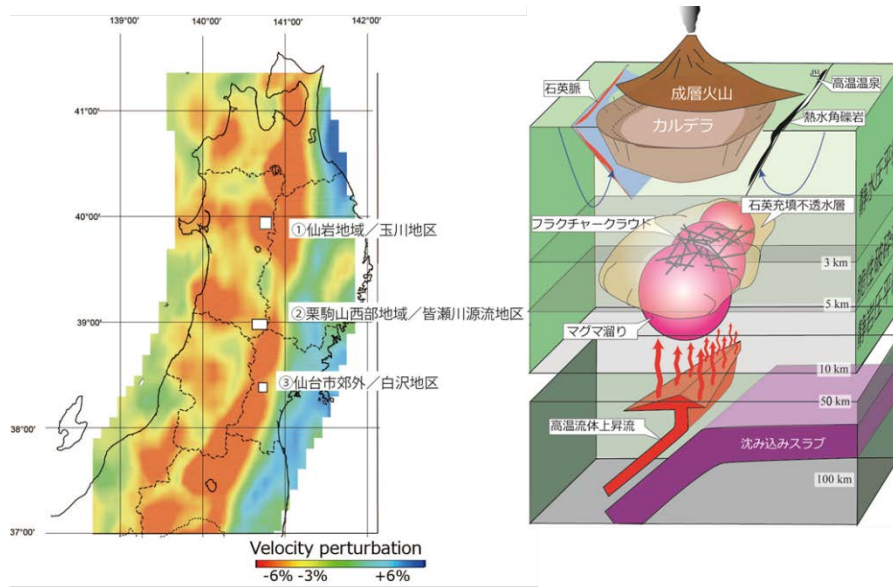 139°00'
140°00'
141°00'
142°00'
41°00'
40°00'
39°00'
38°00'
37°00'
①仙岩地域／玉川地区
②栗駒山西部地域／皆瀬川源流地区
③仙台市郊外／白沢地区
Velocity perturbation
-6% -3% +6%
成層火山
カルデラ
石英脈
高温温泉
熱水角礫岩
石英充填不透水層
フラクチャークラウド
マグマ溜り
3 km
5 km
10 km
50 km
100 km
高温流体上昇流
沈み込みスラブ